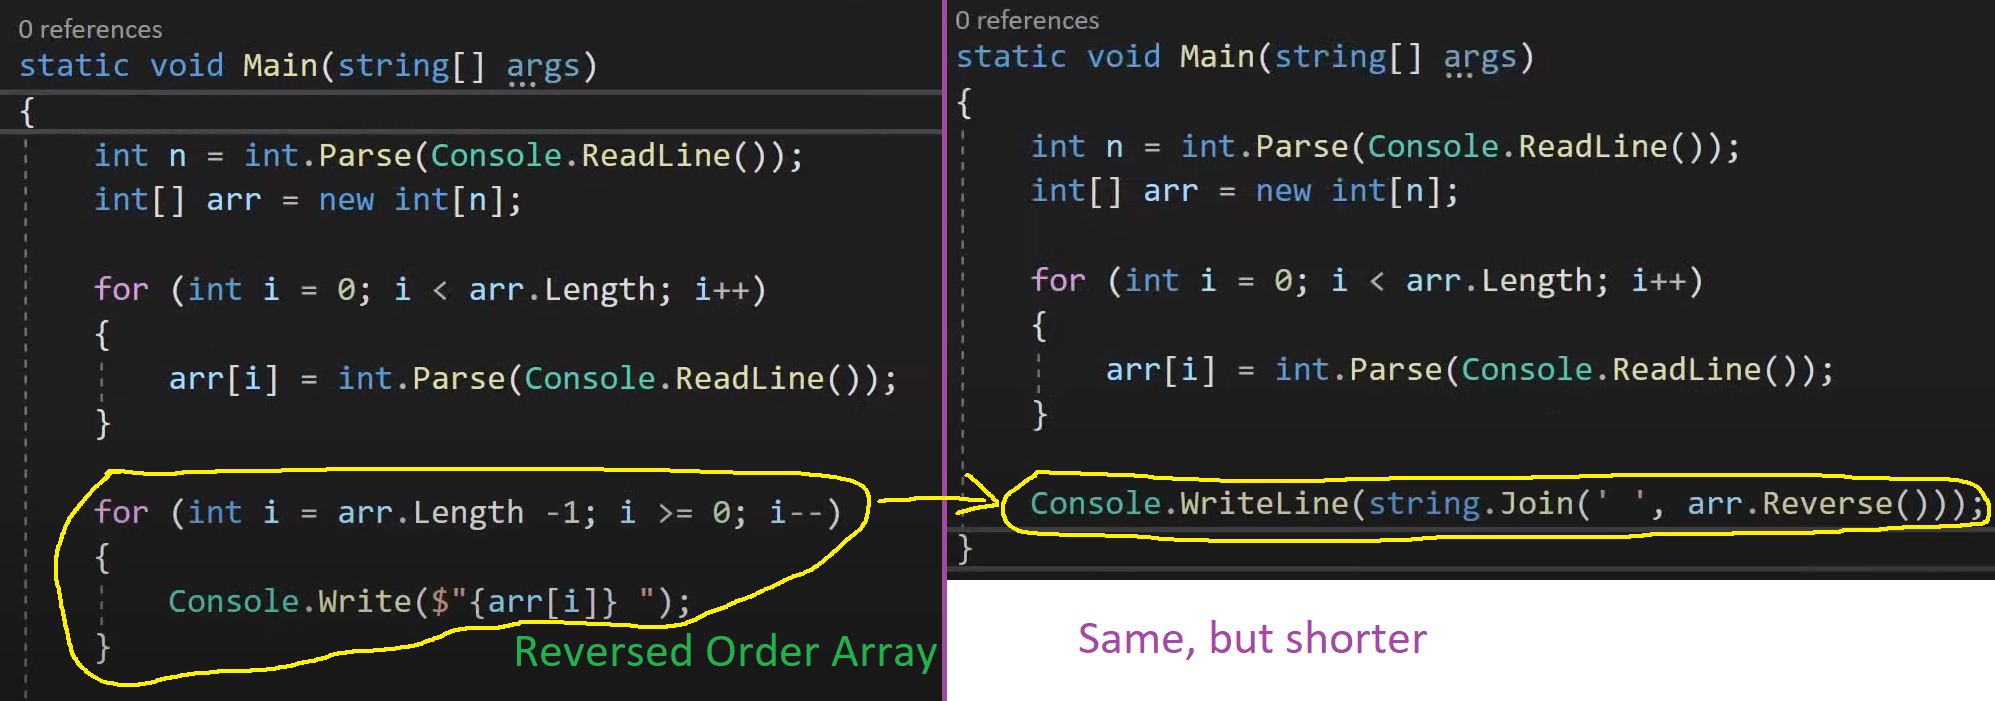 0 references
static void Main(string[] args)
{
int n = int.Parse(Console.ReadLine());
int[] arr = new int[n];
for (int i = 0; i < arr.Length; i++)
{
arr[i] = int.Parse(Console.ReadLine());
}
for (int i = arr.Length -1; i >= 0; i--)
{
Console.Write($"{arr[i]} ");
}
Reversed Order Array
0 references
static void Main(string[] args)
{
int n = int.Parse(Console.ReadLine());
int[] arr = new int[n];
for (int i = 0; i < arr.Length; i++)
{
arr[i] = int.Parse(Console.ReadLine());
}
Console.WriteLine(string.Join(' ', arr.Reverse()));
}
Same, but shorter